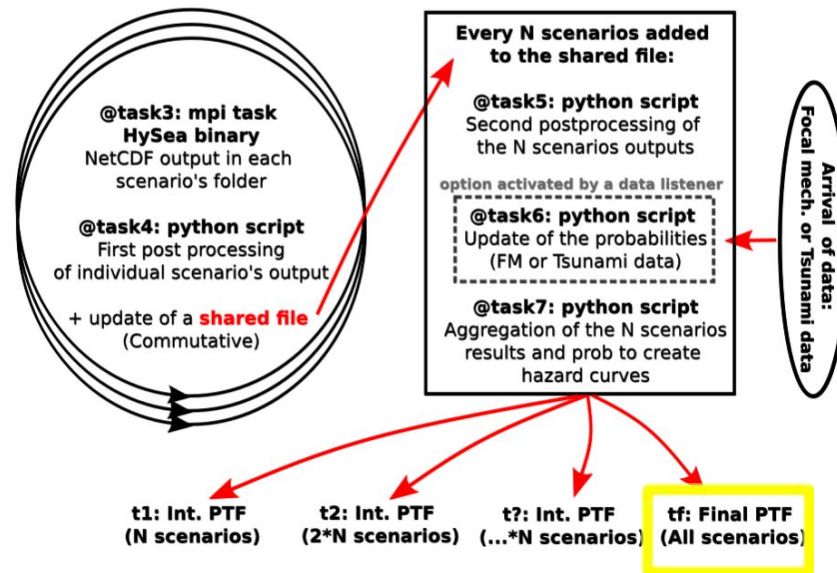 @task3: mpi task
HySea binary
NetCDF output in each
scenario's folder
@task4: python script
First post processing
of individual scenario's output
+ update of a shared file
(Commutative)
Every N scenarios added
to the shared file:
@task5: python script
Second postprocessing of
the N scenarios outputs
option activated by a data listener
@task6: python script
Update of the probabilities
(FM or Tsunami data)
@task7: python script
Aggregation of the N scenarios
results and prob to create
hazard curves
Arrival of data:
Focal mech. or Tsunami data
t1: Int. PTF
(N scenarios)
t2: Int. PTF
(2*N scenarios)
t?: Int. PTF
(...*N scenarios)
tf: Final PTF
(All scenarios)